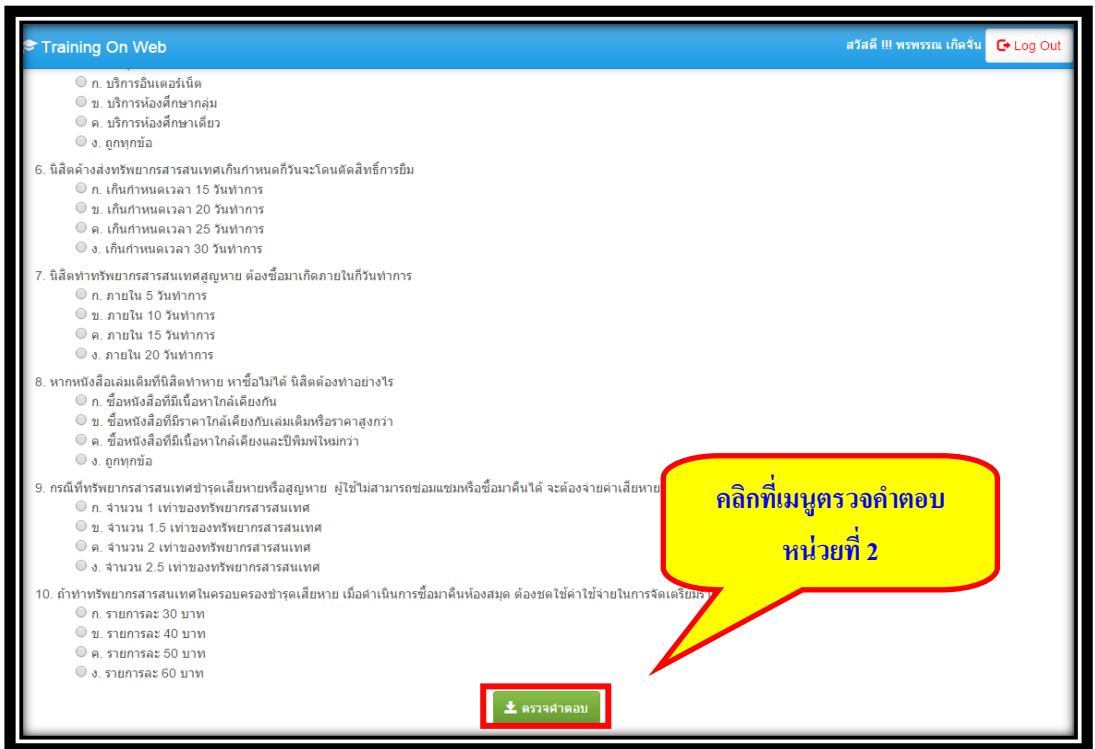 Training On Web
สวัสดี !!! พรพรรณ เกิดจั่น
Log Out
ก. บริการอินเตอร์เน็ต
ข. บริการห้องศึกษากลุ่ม
ค. บริการห้องศึกษาเดี่ยว
ง. ถูกทุกข้อ
6. นิสิตค้างส่งทรัพยากรสารสนเทศเกินกำหนดกี่วันจะโดนตัดสิทธิ์การยืม
ก. เกินกำหนดเวลา 15 วันทำการ
ข. เกินกำหนดเวลา 20 วันทำการ
ค. เกินกำหนดเวลา 25 วันทำการ
ง. เกินกำหนดเวลา 30 วันทำการ
7. นิสิตทำทรัพยากรสารสนเทศสูญหาย ต้องซื้อมาเกิดภายในกี่วันทำการ
ก. ภายใน 5 วันทำการ
ข. ภายใน 10 วันทำการ
ค. ภายใน 15 วันทำการ
ง. ภายใน 20 วันทำการ
8. หากหนังสือเล่มเดิมที่นิสิตทำหาย หาซื้อไม่ได้ นิสิตต้องทำอย่างไร
ก. ซื้อหนังสือที่มีเนื้อหาใกล้เคียงกัน
ข. ซื้อหนังสือที่มีราคาใกล้เคียงกับเล่มเดิมหรือราคาสูงกว่า
ค. ซื้อหนังสือที่มีเนื้อหาใกล้เคียงและปีพิมพ์ใหม่กว่า
ง. ถูกทุกข้อ
9. กรณีที่ทรัพยากรสารสนเทศชำรุดเสียหายหรือสูญหาย ผู้ใช้ไม่สามารถซ่อมแซมหรือซื้อมาคืนได้ จะต้องจ่ายค่าเสียหาย
ก. จำนวน 1 เท่าของทรัพยากรสารสนเทศ
ข. จำนวน 1.5 เท่าของทรัพยากรสารสนเทศ
ค. จำนวน 2 เท่าของทรัพยากรสารสนเทศ
ง. จำนวน 2.5 เท่าของทรัพยากรสารสนเทศ
คลิกที่เมนูตรวจคำตอบ
หน่วยที่ 2
10. ถ้าทำทรัพยากรสารสนเทศในครอบครองชำรุดเสียหาย เมื่อดำเนินการซื้อมาคืนห้องสมุด ต้องชดใช้ค่าใช้จ่ายในการจัดเตรียม
ก. รายการละ 30 บาท
ข. รายการละ 40 บาท
ค. รายการละ 50 บาท
ง. รายการละ 60 บาท
ตรวจคำตอบ